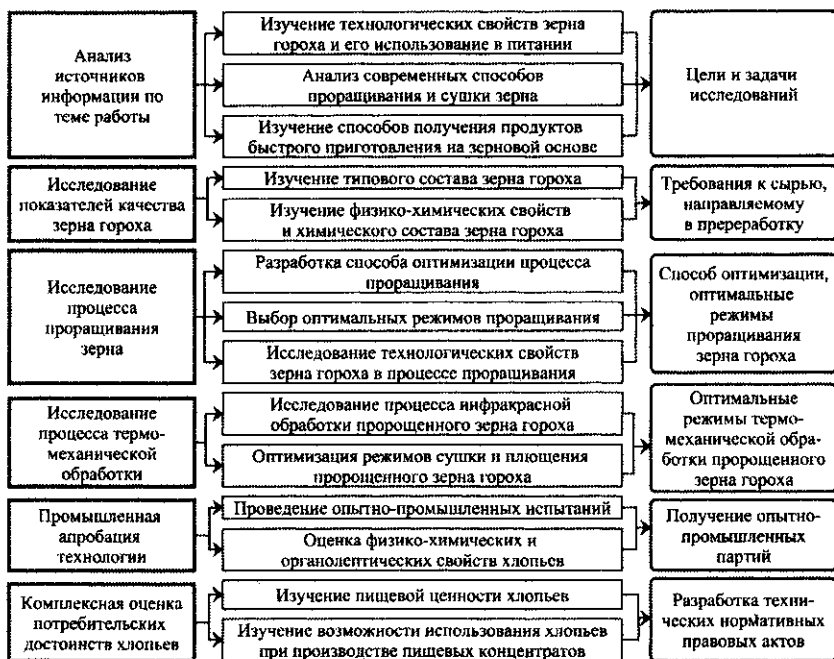 Анализ
источников
информации по
теме работы
Изучение технологических свойств зерна
гороха и его использование в питании
Анализ современных способов
проращивания и сушки зерна
Изучение способов получения продуктов
быстрого приготовления на зерновой основе
Цели и задачи
исследований
Исследование
показателей качества
зерна гороха
Изучение типового состава зерна гороха
Изучение физико-химических свойств
и химического состава зерна гороха
Требования к сырью,
направляемому
в пререработку
Исследование
процесса
проращивания
зерна
Разработка способа оптимизации процесса
проращивания
Выбор оптимальных режимов проращивания
Исследование технологических свойств
зерна гороха в процессе проращивания
Способ оптимизации,
оптимальные
режимы
проращивания
зерна гороха
Исследование
процесса термо-
механической
обработки
Исследование процесса инфракрасной
обработки пророщенного зерна гороха
Оптимизация режимов сушки и плющения
пророщенного зерна гороха
Оптимальные
режимы термо-
механической обра-
ботки пророщенного
зерна гороха
Промышленная
апробация
технологии
Проведение опытно-промышленных испытаний
Оценка физико-химических и
органолептических свойств хлопьев
Получение опытно-
промышленных
партий
Комплексная оценка
потребительских
достоинств хлопьев
Изучение пищевой ценности хлопьев
Изучение возможности использования хлопьев
при производстве пищевых концентратов
Разработка техни-
ческих нормативных
правовых актов